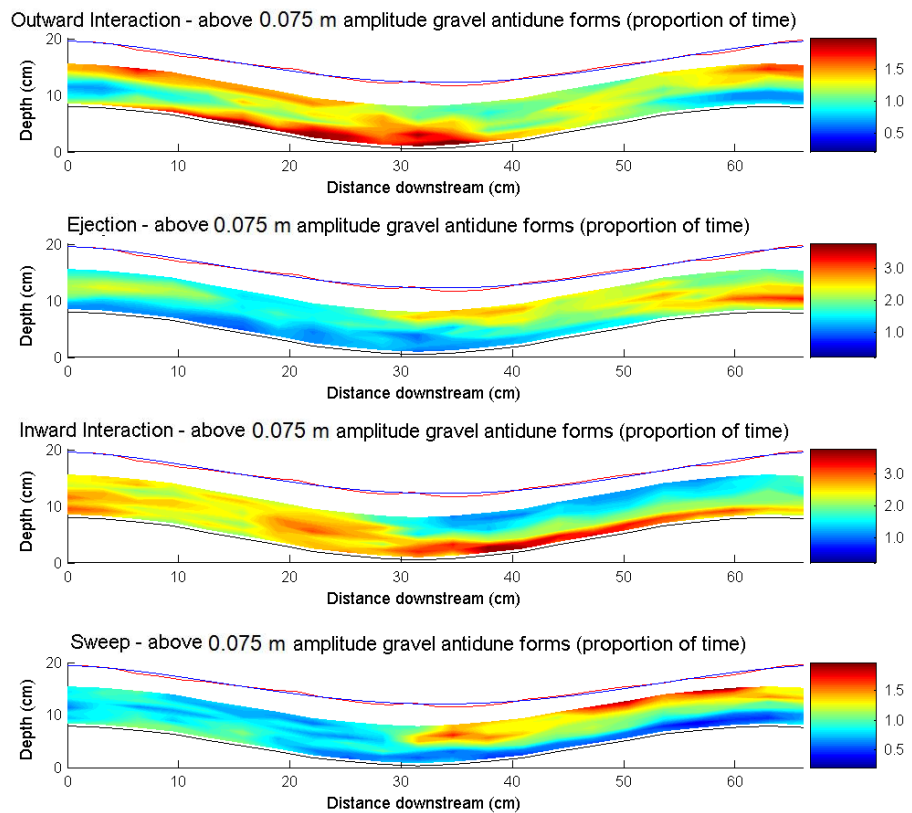 Outward Interaction - above 0.075 m amplitude gravel antidune forms (proportion of time)
20
10
0
Depth (cm)
0 10 20 30 40 50 60
Distance downstream (cm)
1.5
1.0
0.5
Ejection - above 0.075 m amplitude gravel antidune forms (proportion of time)
20
10
0
Depth (cm)
0 10 20 30 40 50 60
Distance downstream (cm)
3.0
2.0
1.0
Inward Interaction - above 0.075 m amplitude gravel antidune forms (proportion of time)
20
10
0
Depth (cm)
0 10 20 30 40 50 60
Distance downstream (cm)
3.0
2.0
1.0
Sweep - above 0.075 m amplitude gravel antidune forms (proportion of time)
20
10
0
Depth (cm)
0 10 20 30 40 50 60
Distance downstream (cm)
1.5
1.0
0.5